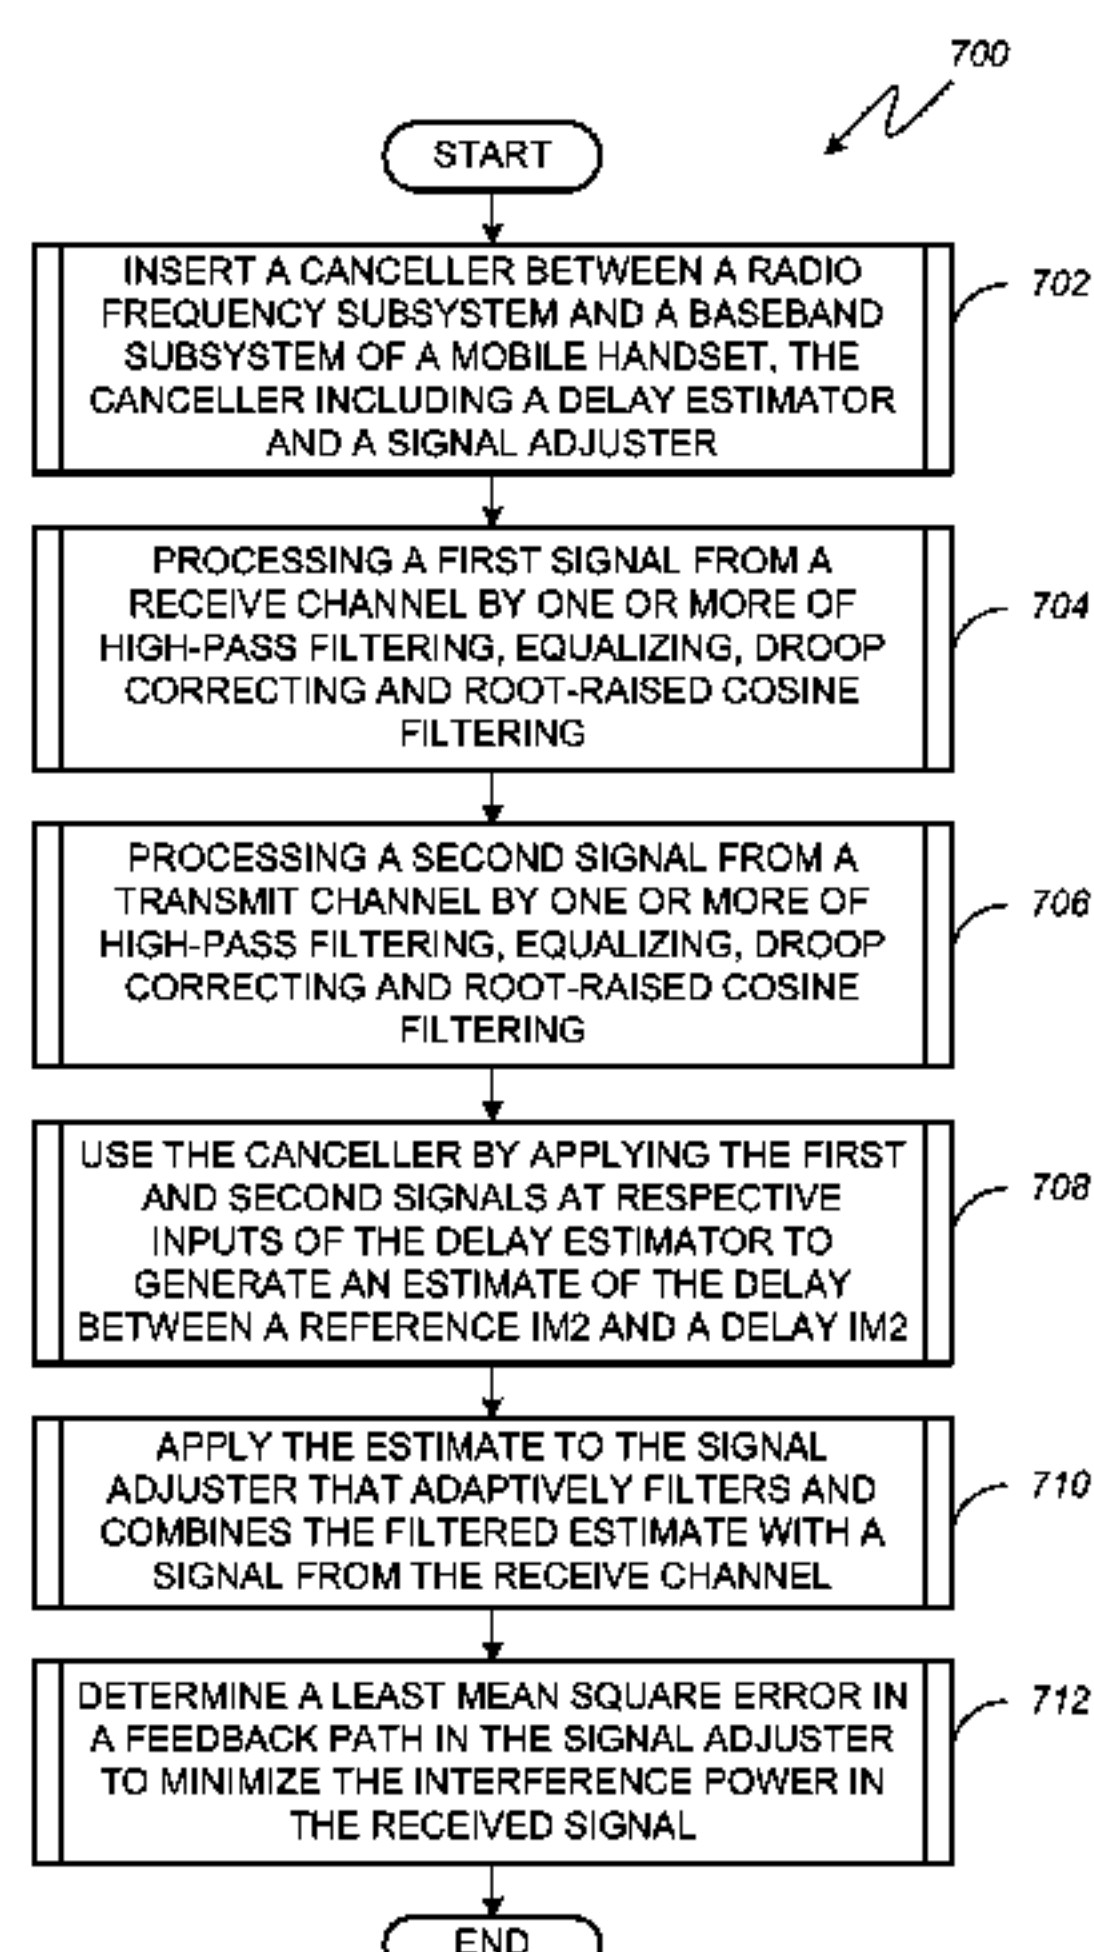 700
START
INSERT A CANCELLER BETWEEN A RADIO
FREQUENCY SUBSYSTEM AND A BASEBAND
SUBSYSTEM OF A MOBILE HANDSET, THE
CANCELLER INCLUDING A DELAY ESTIMATOR
AND A SIGNAL ADJUSTER
702
PROCESSING A FIRST SIGNAL FROM A
RECEIVE CHANNEL BY ONE OR MORE OF
HIGH-PASS FILTERING, EQUALIZING, DROOP
CORRECTING AND ROOT-RAISED COSINE
FILTERING
704
PROCESSING A SECOND SIGNAL FROM A
TRANSMIT CHANNEL BY ONE OR MORE OF
HIGH-PASS FILTERING, EQUALIZING, DROOP
CORRECTING AND ROOT-RAISED COSINE
FILTERING
706
USE THE CANCELLER BY APPLYING THE FIRST
AND SECOND SIGNALS AT RESPECTIVE
INPUTS OF THE DELAY ESTIMATOR TO
GENERATE AN ESTIMATE OF THE DELAY
BETWEEN A REFERENCE IM2 AND A DELAY IM2
708
APPLY THE ESTIMATE TO THE SIGNAL
ADJUSTER THAT ADAPTIVELY FILTERS AND
COMBINES THE FILTERED ESTIMATE WITH A
SIGNAL FROM THE RECEIVE CHANNEL
710
DETERMINE A LEAST MEAN SQUARE ERROR IN
A FEEDBACK PATH IN THE SIGNAL ADJUSTER
TO MINIMIZE THE INTERFERENCE POWER IN
THE RECEIVED SIGNAL
712
END